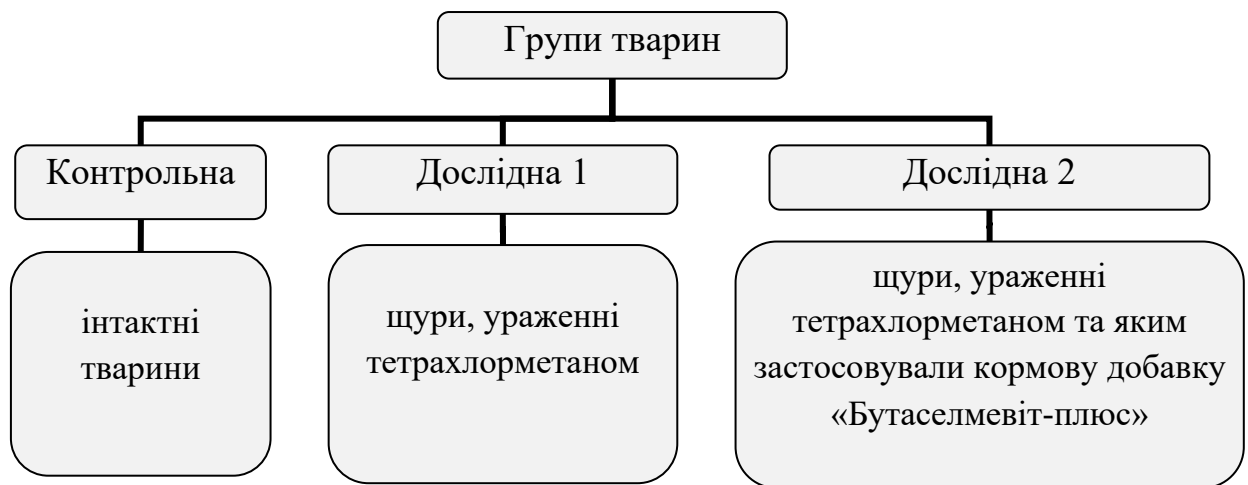 Групи тварин
Контрольна
Дослідна 1
Дослідна 2
інтактні
тварини
щури, ураженні
тетрахлорметаном
щури, ураженні
тетрахлорметаном та яким
застосовували кормову добавку
«Бутаселмевіт-плюс»